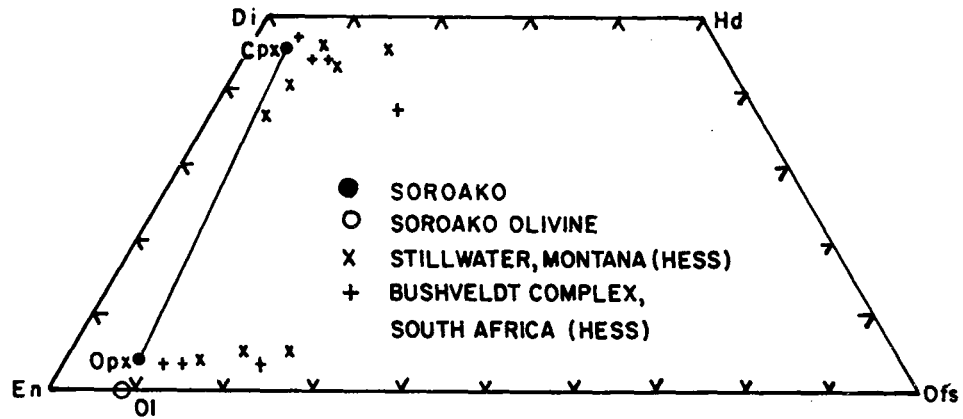 Di Hd
Cpx
● SOROAKO
○ SOROAKO OLIVINE
x STILLWATER, MONTANA (HESS)
+ BUSHVELDT COMPLEX,
SOUTH AFRICA (HESS)
Opx
En Ofs
Ol